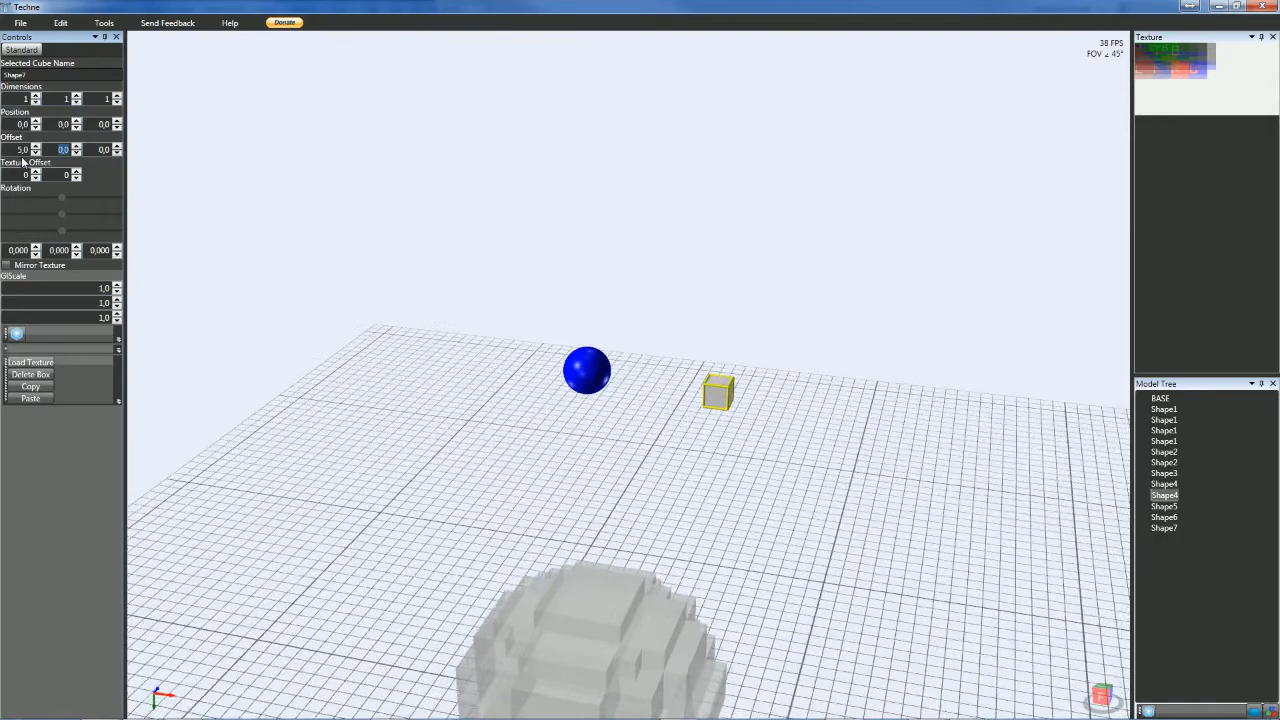 Techne
File Edit Tools Send Feedback Help Donate
Controls
Standard
Selected Cube Name
Shape7
Dimensions
1 1 1
Position
0,0 0,0 0,0
Offset
5,0 0,0 0,0
Texture Offset
0 0
Rotation
0,000 0,000 0,000
Mirror Texture
GlScale
1,0
1,0
1,0
Load Texture
Delete Box
Copy
Paste
38 FPS
FOV ∠ 45°
Texture
Model Tree
BASE
Shape1
Shape1
Shape1
Shape1
Shape2
Shape2
Shape3
Shape4
Shape4
Shape5
Shape6
Shape7